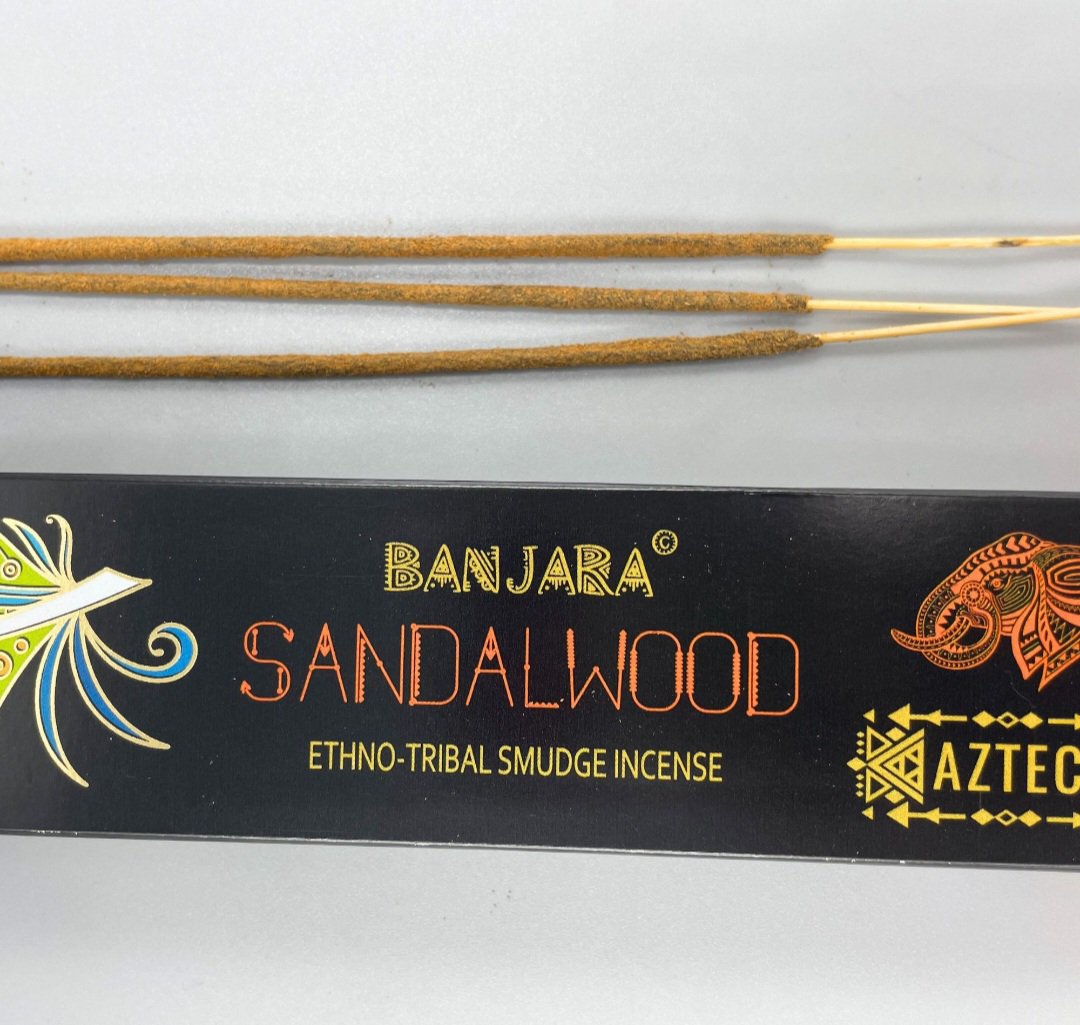 BANJARA©
SANDALWOOD
ETHNO-TRIBAL SMUDGE INCENSE
AZTEC